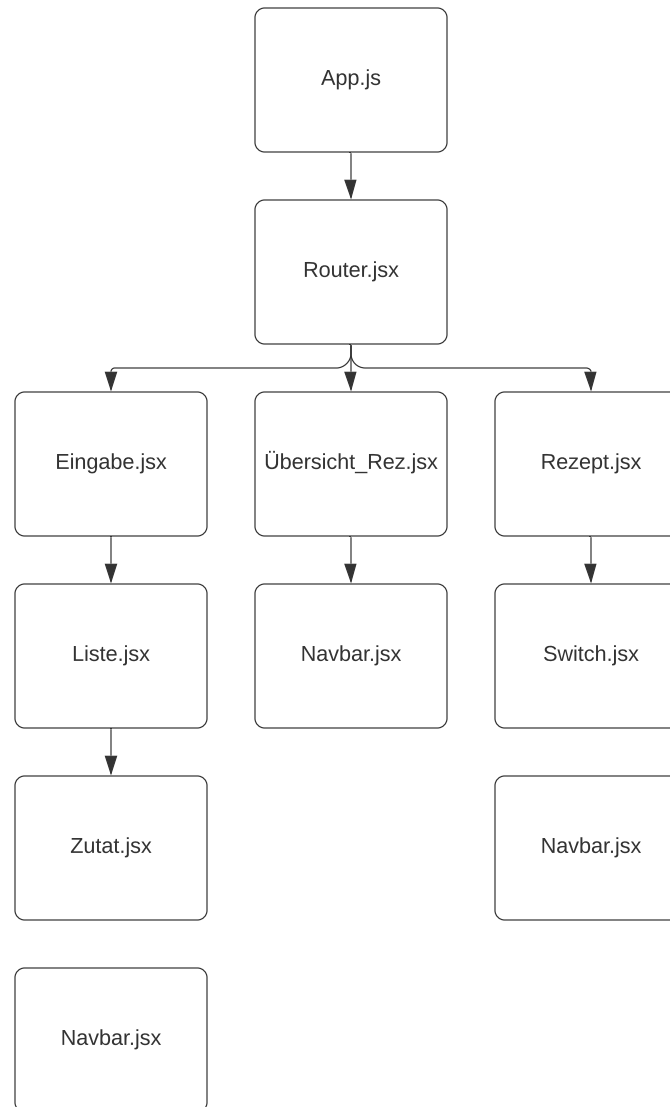 App.js
Router.jsx
Eingabe.jsx
Übersicht_Rez.jsx
Rezept.jsx
Liste.jsx
Navbar.jsx
Switch.jsx
Zutat.jsx
Navbar.jsx
Navbar.jsx